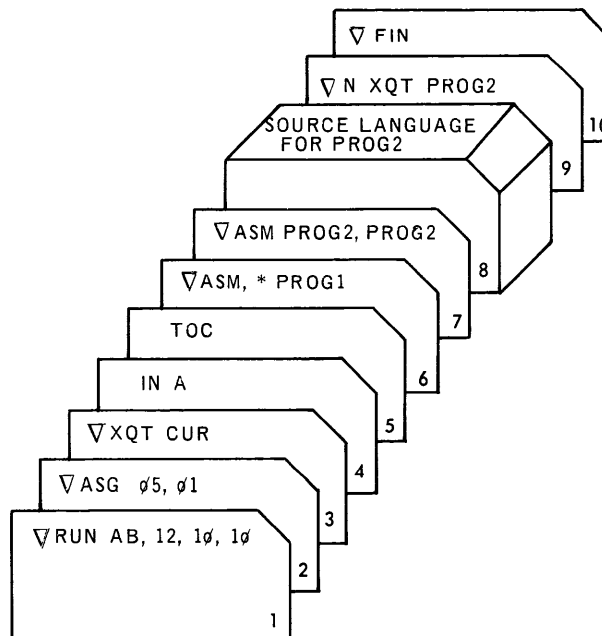 ∇ FIN
10
∇ N XQT PROG2
9
SOURCE LANGUAGE
FOR PROG2
8
∇ ASM PROG2, PROG2
7
∇ ASM, * PROG1
6
TOC
5
IN A
4
∇ XQT CUR
3
∇ ASG ø5, ø1
2
∇ RUN AB, 12, 1ø, 1ø
1